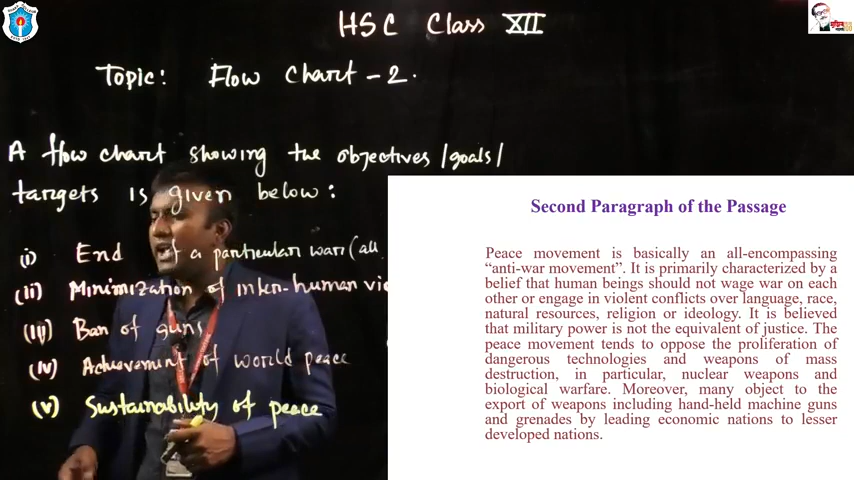 HSC Class XII
Topic: Flow Chart - 2.
A flow chart showing the objectives /goals/
targets is given below:
(i) End of a particular warr (all
(ii) Minimization of inter-human
(iii) Ban of guns
(iv) Achievement of world peace
(v) Sustainability of peace
Second Paragraph of the Passage
Peace movement is basically an all-encompassing
“anti-war movement”. It is primarily characterized by a
belief that human beings should not wage war on each
other or engage in violent conflicts over language, race,
natural resources, religion or ideology. It is believed
that military power is not the equivalent of justice. The
peace movement tends to oppose the proliferation of
dangerous technologies and weapons of mass
destruction, in particular, nuclear weapons and
biological warfare. Moreover, many object to the
export of weapons including hand-held machine guns
and grenades by leading economic nations to lesser
developed nations.